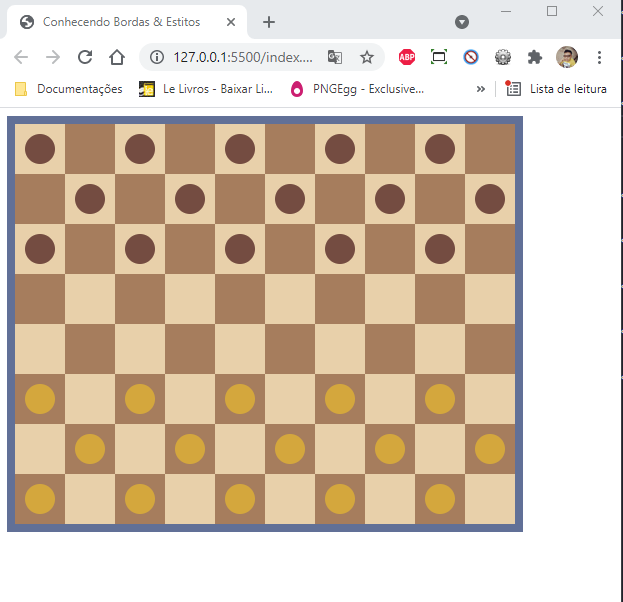 Conhecendo Bordas & Estitos
127.0.0.1:5500/index....
ABP
Documentações
Le Livros - Baixar Li...
PNGEgg - Exclusive...
»
Lista de leitura